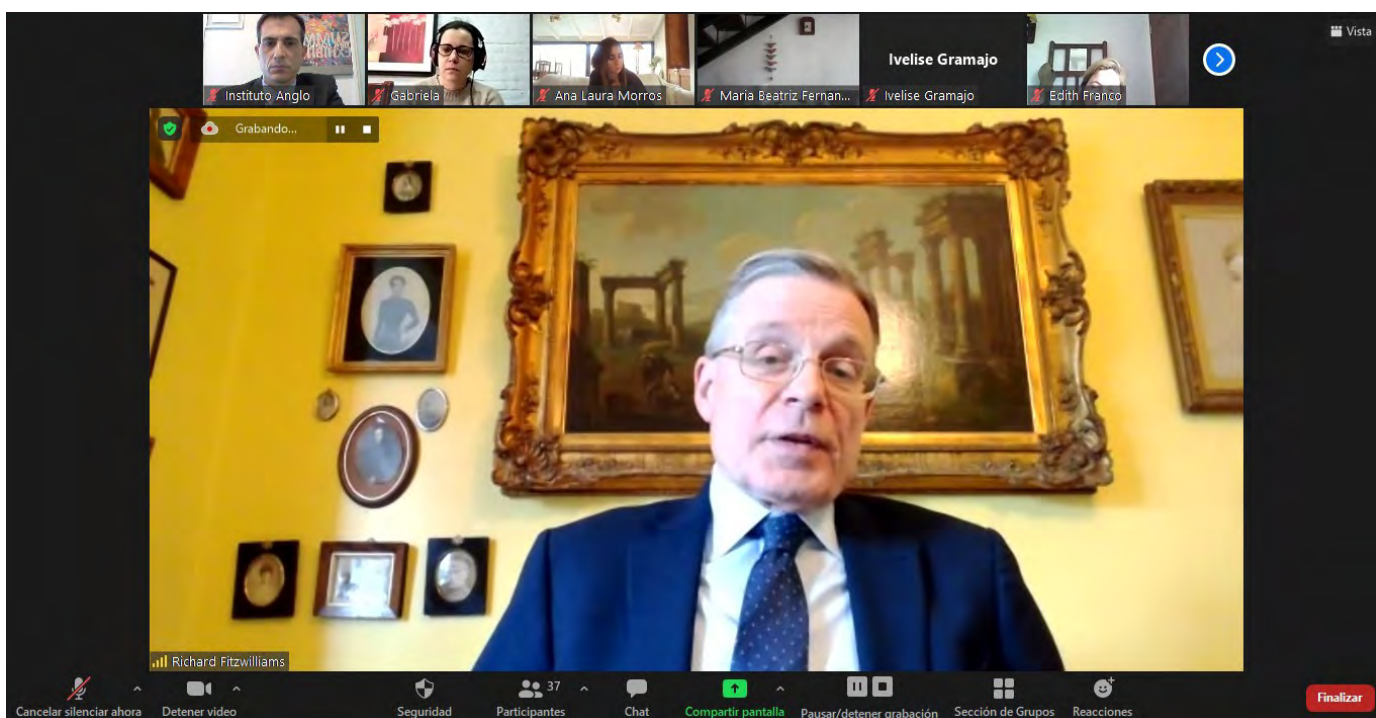 Vista
Ivelise Gramajo
Instituto Anglo
Gabriela
Ana Laura Morros
Maria Beatriz Fernan...
Ivelise Gramajo
Edith Franco
Grabando...
Richard Fitzwilliams
37
Cancelar silenciar ahora
Detener video
Seguridad
Participantes
Chat
Compartir pantalla
Pausar/detener grabación
Sección de Grupos
Reacciones
Finalizar